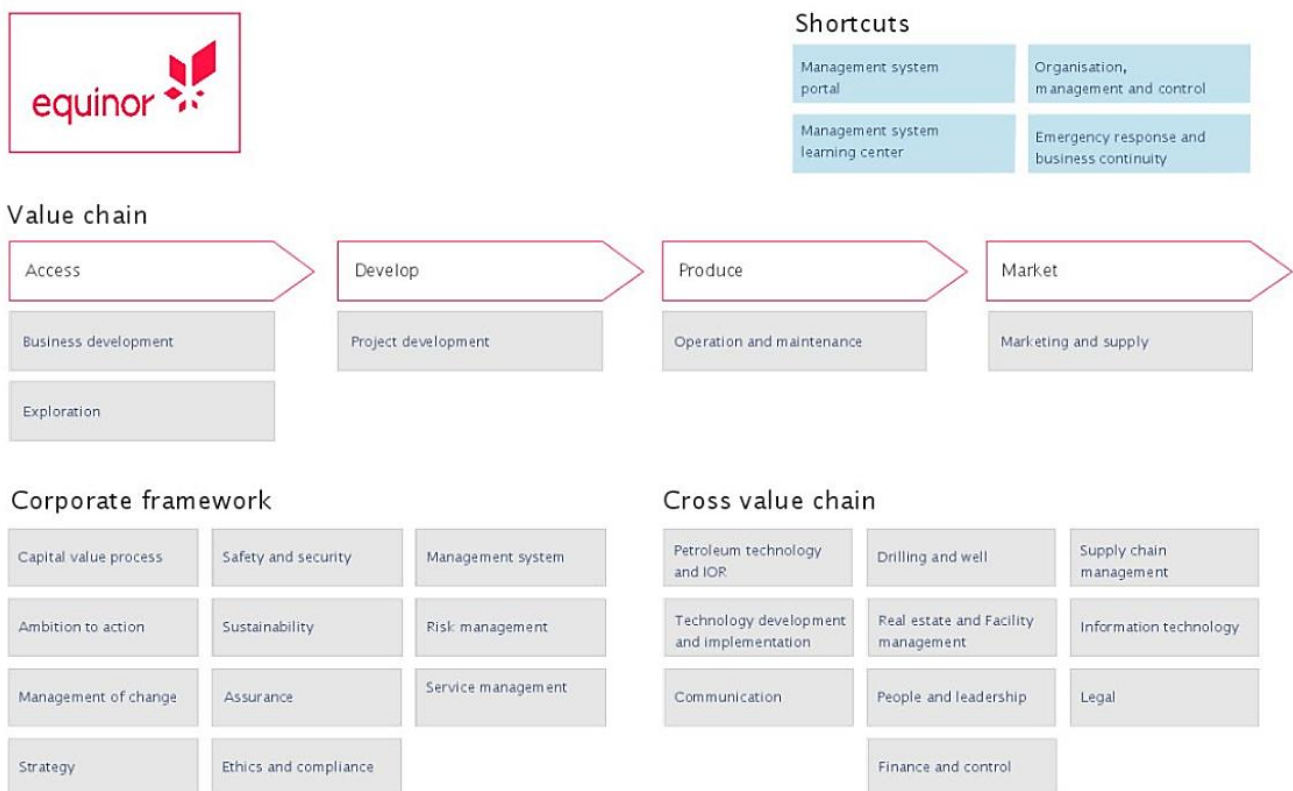 equinor
Shortcuts
Management system
portal
Organisation,
management and control
Management system
learning center
Emergency response and
business continuity
Value chain
Access
Develop
Produce
Market
Business development
Project development
Operation and maintenance
Marketing and supply
Exploration
Corporate framework
Capital value process
Safety and security
Management system
Ambition to action
Sustainability
Risk management
Management of change
Assurance
Service management
Strategy
Ethics and compliance
Cross value chain
Petroleum technology
and IOR
Drilling and well
Supply chain
management
Technology development
and implementation
Real estate and Facility
management
Information technology
Communication
People and leadership
Legal
Finance and control